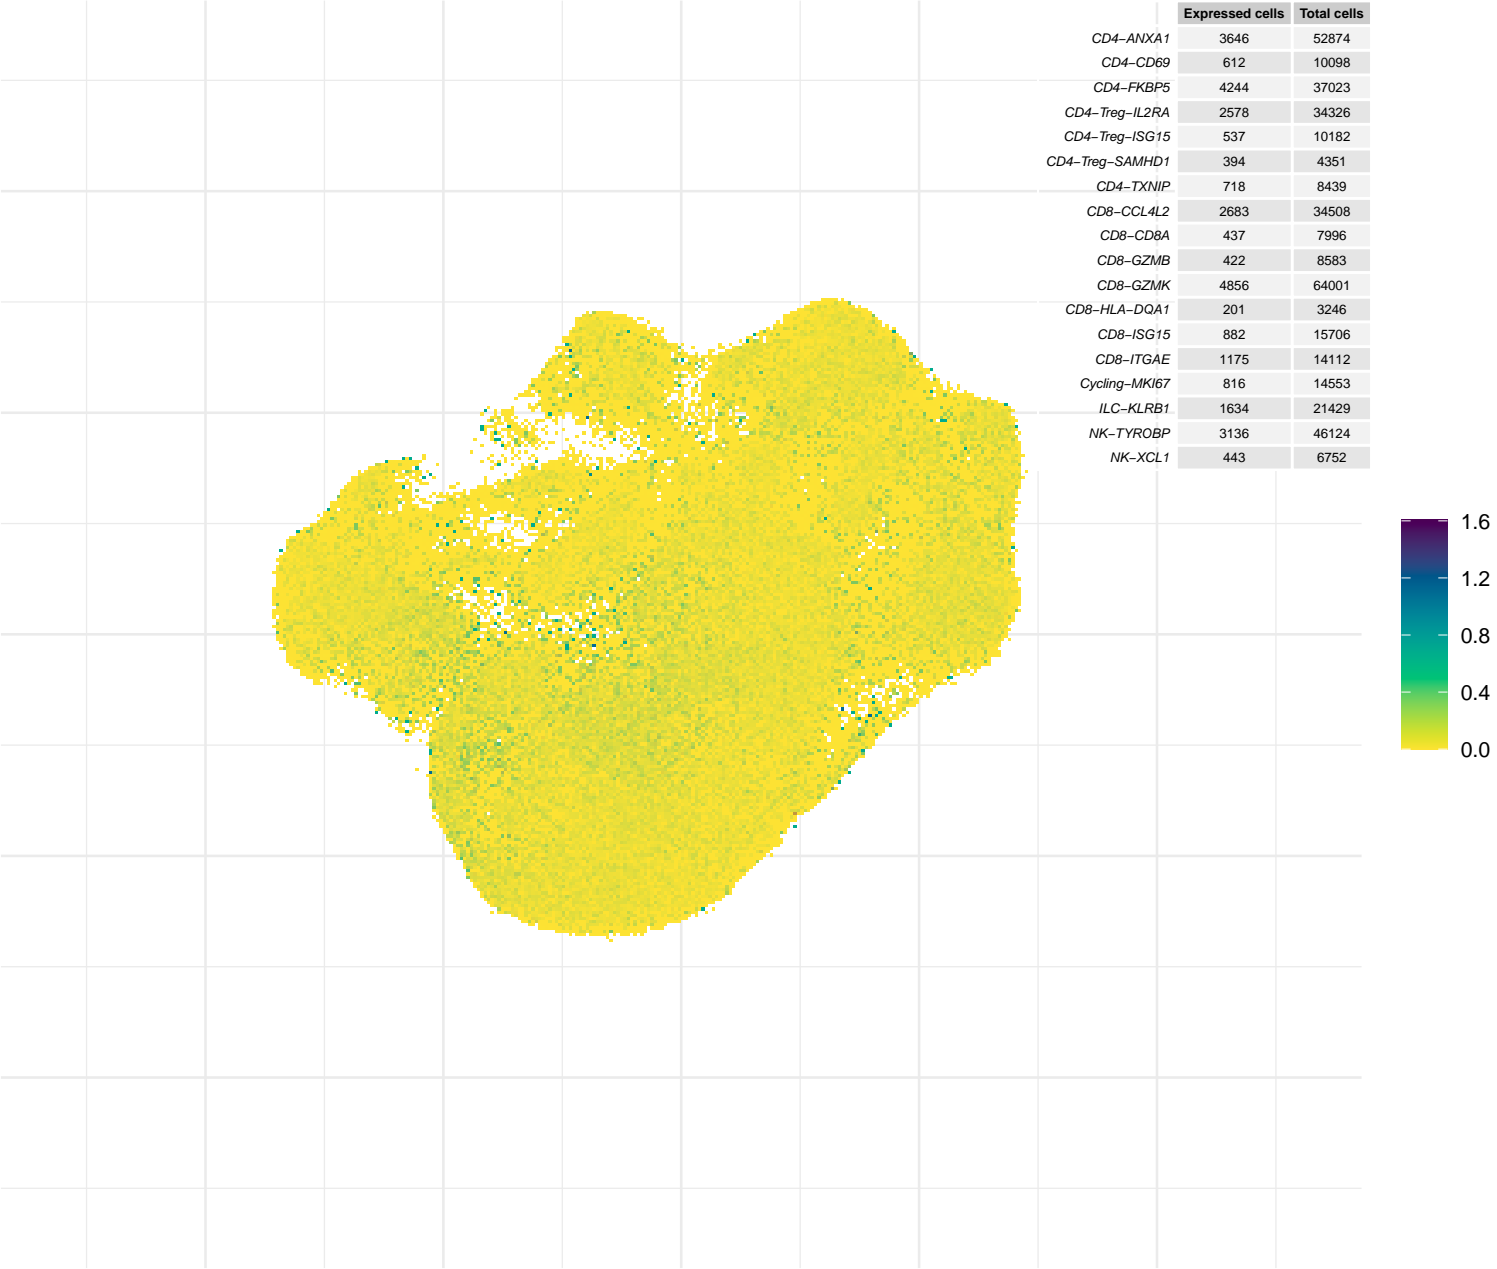 Expressed cells Total cells
CD4−ANXA1 3646 52874
CD4−CD69 612 10098
CD4−FKBP5 4244 37023
CD4−Treg−IL2RA 2578 34326
CD4−Treg−ISG15 537 10182
CD4−Treg−SAMHD1 394 4351
CD4−TXNIP 718 8439
CD8−CCL4L2 2683 34508
CD8−CD8A 437 7996
CD8−GZMB 422 8583
CD8−GZMK 4856 64001
CD8−HLA−DQA1 201 3246
CD8−ISG15 882 15706
CD8−ITGAE 1175 14112
Cycling−MKI67 816 14553
ILC−KLRB1 1634 21429
NK−TYROBP 3136 46124
NK−XCL1 443 6752
1.6
1.2
0.8
0.4
0.0